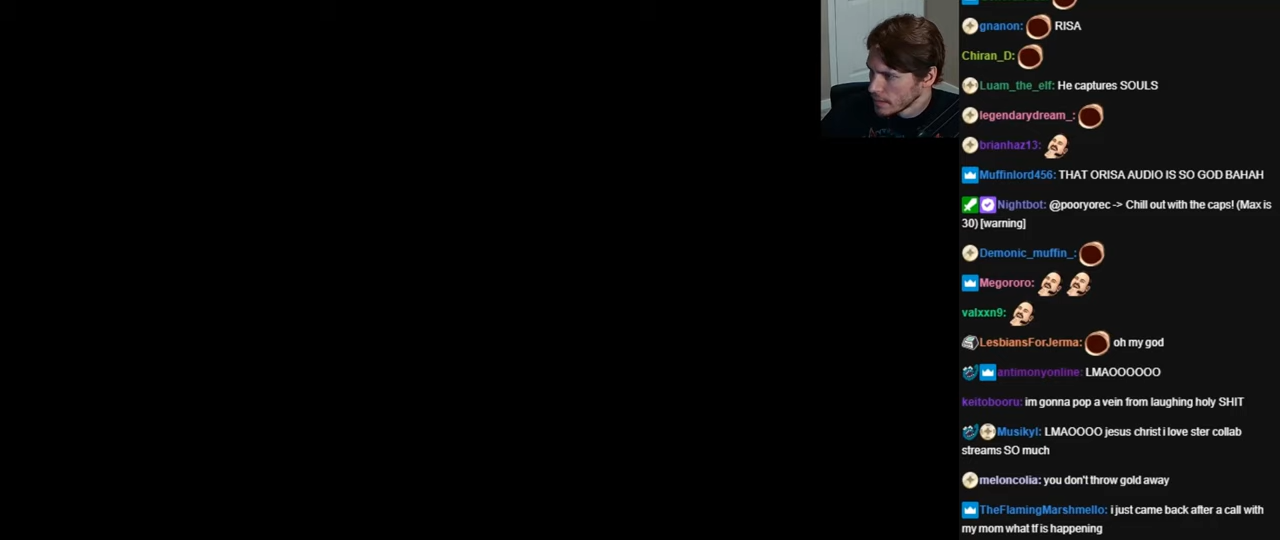 gnanon: RISA
Chiran_D:
Luam_the_elf: He captures SOULS
legendarydream_:
brianhaz13:
Muffinlord456: THAT ORISA AUDIO IS SO GOD BAHAH
Nightbot: @pooryorec -> Chill out with the caps! (Max is
30) [warning]
Demonic_muffin_:
Megororo:
valxxn9:
LesbiansForJerma: oh my god
antimonyonline: LMAOOOOOO
keitobooru: im gonna pop a vein from laughing holy SHIT
Musikyl: LMAOOOO jesus christ i love ster collab
streams SO much
meloncolia: you don't throw gold away
TheFlamingMarshmello: i just came back after a call with
my mom what tf is happening